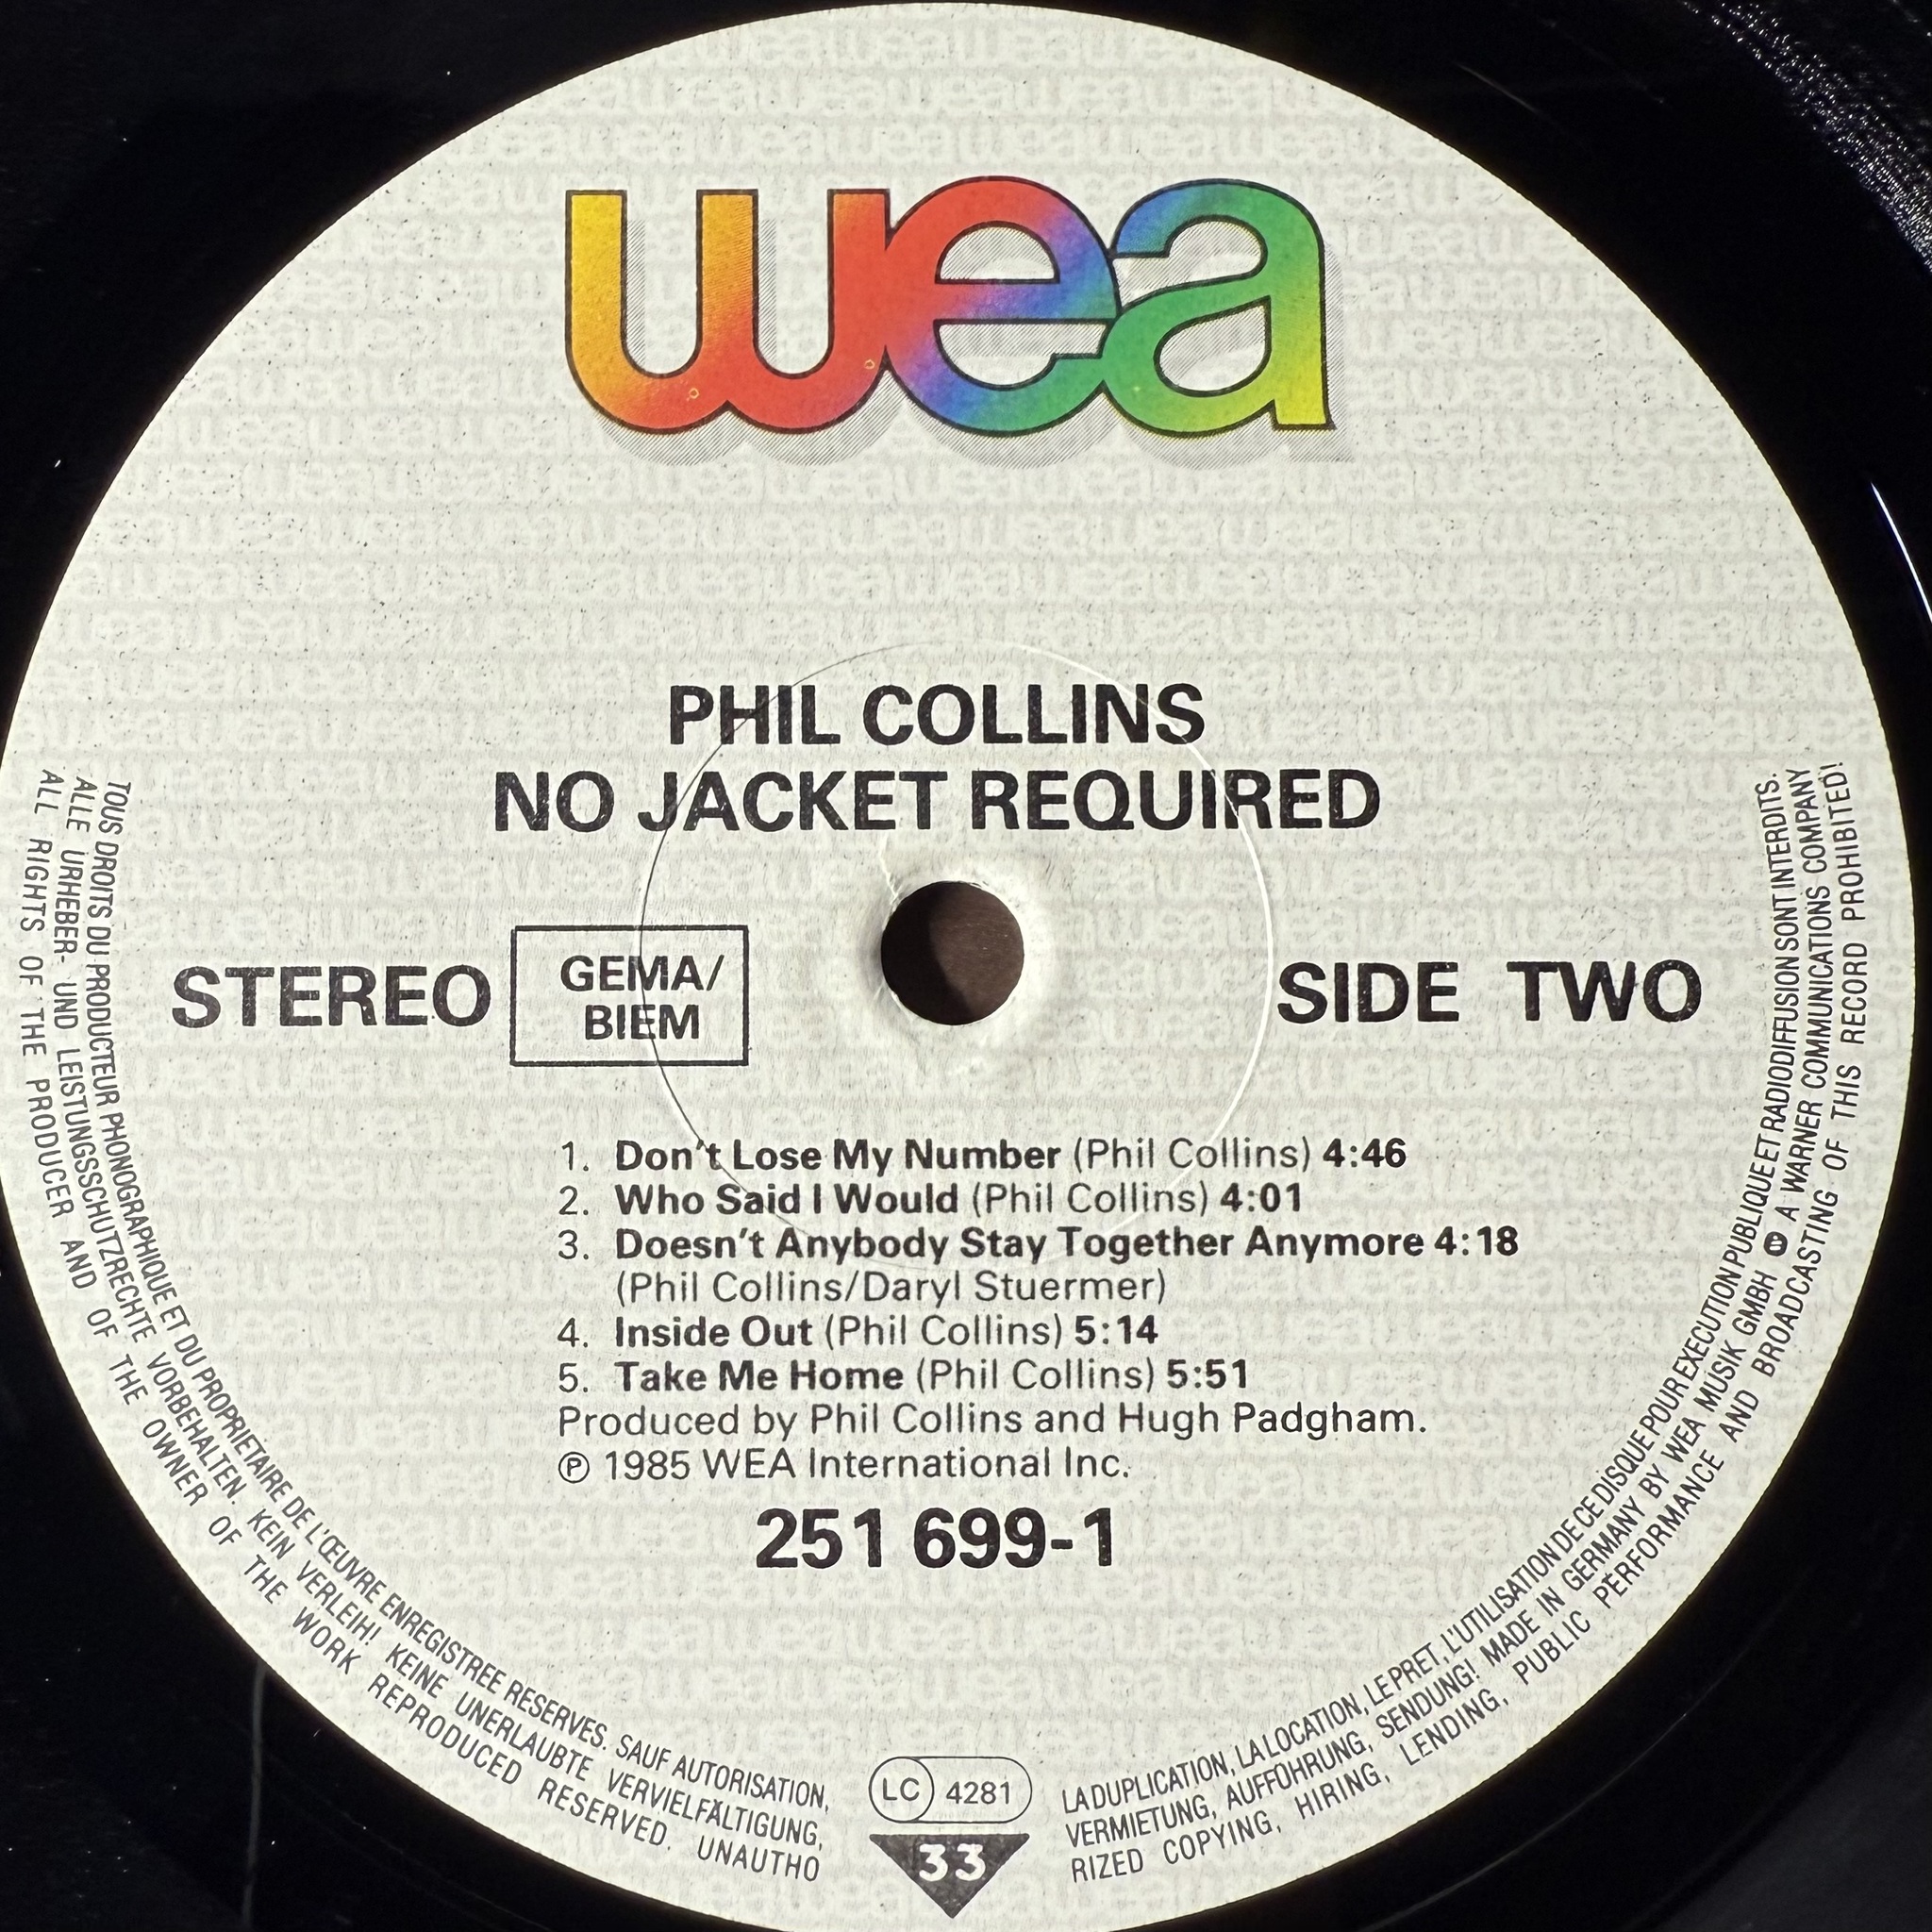 wea
PHIL COLLINS
NO JACKET REQUIRED
STEREO
GEMA/
BIEM
SIDE TWO
1. Don't Lose My Number (Phil Collins) 4:46
2. Who Said I Would (Phil Collins) 4:01
3. Doesn't Anybody Stay Together Anymore 4:18
(Phil Collins/Daryl Stuermer)
4. Inside Out (Phil Collins) 5:14
5. Take Me Home (Phil Collins) 5:51
Produced by Phil Collins and Hugh Padgham.
℗ 1985 WEA International Inc.
251 699-1
TOUS DROITS DU PRODUCTEUR PHONOGRAPHIQUE ET DU PROPRIETAIRE DE L'ŒUVRE ENREGISTREE RESERVES. SAUF AUTORISATION, LA DUPLICATION, LA LOCATION, LE PRET, L'UTILISATION DE CE DISQUE POUR EXECUTION PUBLIQUE ET RADIODIFFUSION SONT INTERDITS.
ALLE URHEBER- UND LEISTUNGSSCHUTZRECHTE VORBEHALTEN. KEIN VERLEIH! KEINE UNERLAUBTE VERVIELFÄLTIGUNG, VERMIETUNG, AUFFÖHRUNG, SENDUNG! MADE IN GERMANY BY WEA MUSIK GMBH A WARNER COMMUNICATIONS COMPANY
ALL RIGHTS OF THE PRODUCER AND OF THE OWNER OF THE WORK REPRODUCED RESERVED. UNAUTHORIZED COPYING, HIRING, LENDING, PUBLIC PERFORMANCE AND BROADCASTING OF THIS RECORD PROHIBITED!
LC 4281
33